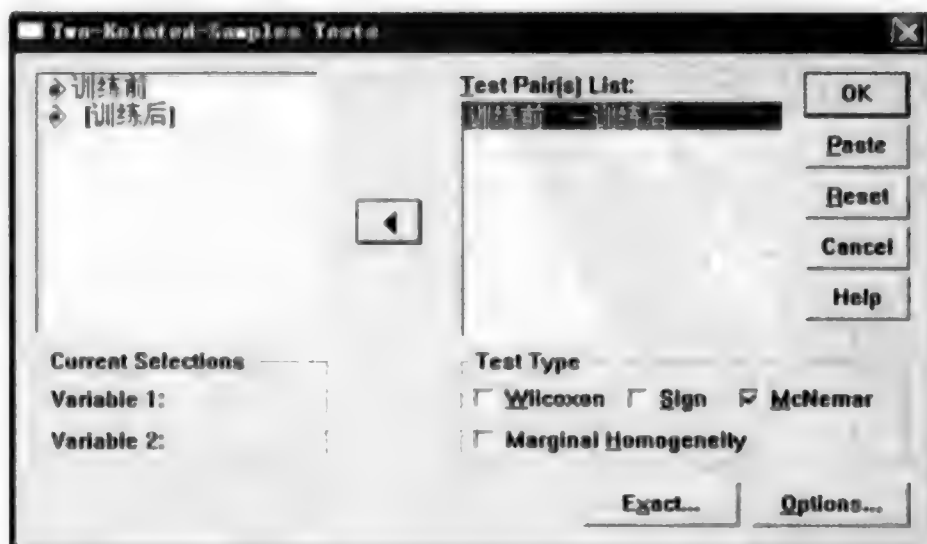 Two-Related-Samples Tests
训练前
[训练后]
Test Pair(s) List:
训练前 - 训练后
OK
Paste
Reset
Cancel
Help
Current Selections
Variable 1:
Variable 2:
Test Type
Wilcoxon
Sign
McNemar
Marginal Homogeneity
Exact...
Options...